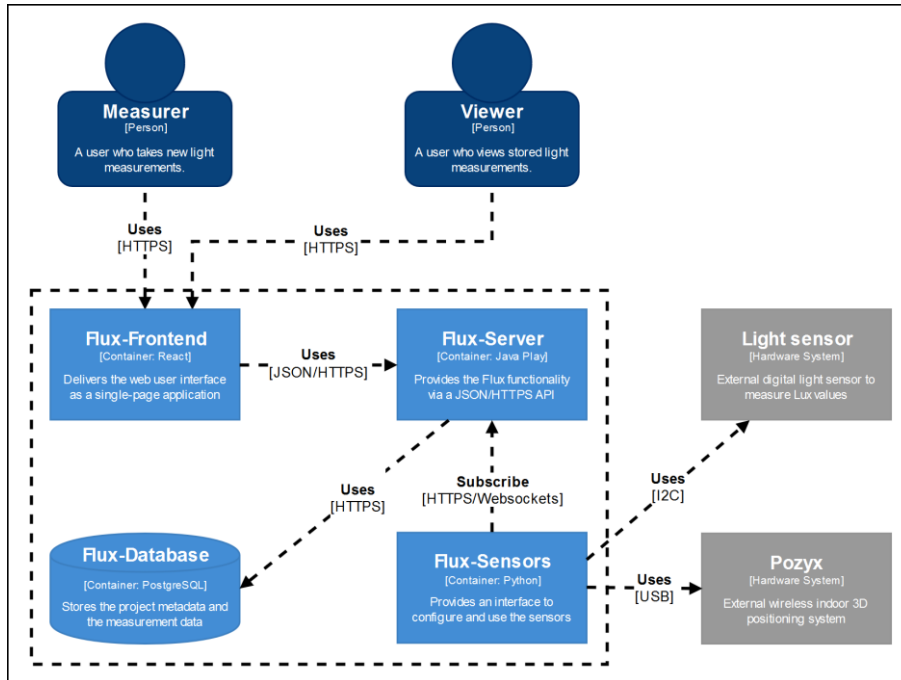 Measurer
[Person]
A user who takes new light
measurements.
Viewer
[Person]
A user who views stored light
measurements.
Uses
[HTTPS]
Uses
[HTTPS]
Flux-Frontend
[Container: React]
Delivers the web user interface
as a single-page application
Uses
[JSON/HTTPS]
Flux-Server
[Container: Java Play]
Provides the Flux functionality
via a JSON/HTTPS API
Light sensor
[Hardware System]
External digital light sensor to
measure Lux values
Uses
[HTTPS]
Subscribe
[HTTPS/Websockets]
Uses
[I2C]
Flux-Database
[Container: PostgreSQL]
Stores the project metadata and
the measurement data
Flux-Sensors
[Container: Python]
Provides an interface to
configure and use the sensors
Uses
[USB]
Pozyx
[Hardware System]
External wireless indoor 3D
positioning system